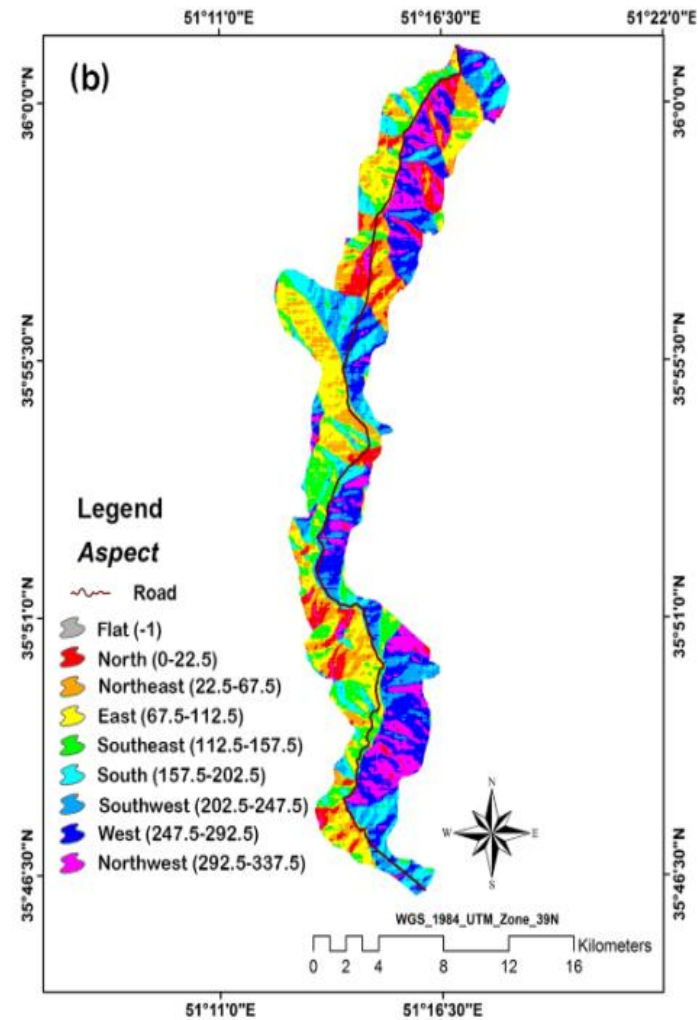 51°11'0"E 51°16'30"E 51°22'0"E
(b)
36°0'0"N 36°0'0"N
35°55'30"N 35°55'30"N
35°51'0"N 35°51'0"N
35°46'30"N 35°46'30"N
Legend
Aspect
Road
Flat (-1)
North (0-22.5)
Northeast (22.5-67.5)
East (67.5-112.5)
Southeast (112.5-157.5)
South (157.5-202.5)
Southwest (202.5-247.5)
West (247.5-292.5)
Northwest (292.5-337.5)
N
W E
S
WGS_1984_UTM_Zone_39N
Kilometers
0 2 4 8 12 16
51°11'0"E 51°16'30"E